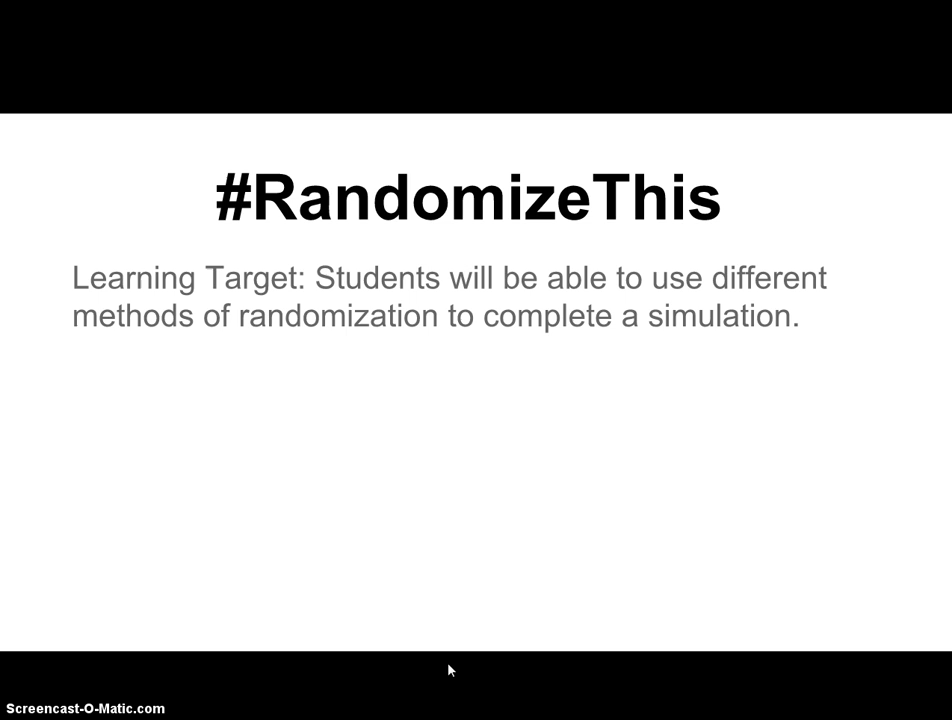 #RandomizeThis
Learning Target: Students will be able to use different
methods of randomization to complete a simulation.
Screencast-O-Matic.com